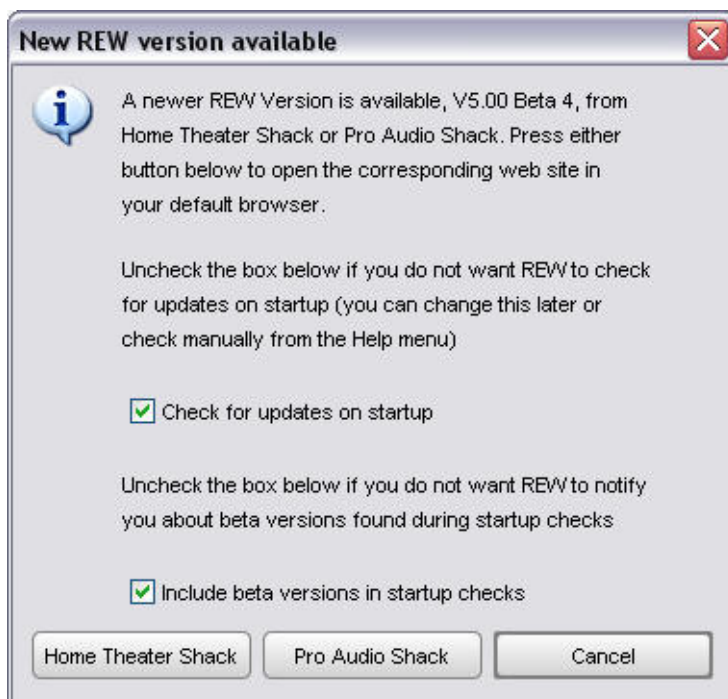 New REW version available
A newer REW Version is available, V5.00 Beta 4, from
Home Theater Shack or Pro Audio Shack. Press either
button below to open the corresponding web site in
your default browser.
Uncheck the box below if you do not want REW to check
for updates on startup (you can change this later or
check manually from the Help menu)
Check for updates on startup
Uncheck the box below if you do not want REW to notify
you about beta versions found during startup checks
Include beta versions in startup checks
Home Theater Shack
Pro Audio Shack
Cancel